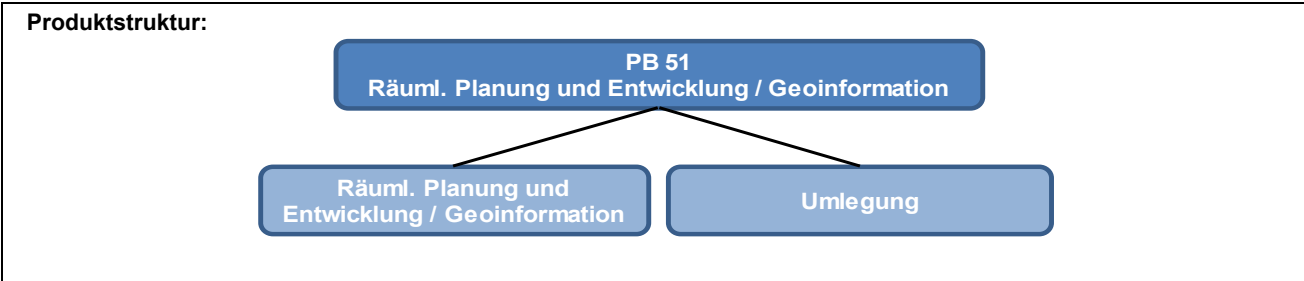 Produktstruktur:
PB 51
Räuml. Planung und Entwicklung / Geoinformation
Räuml. Planung und
Entwicklung / Geoinformation
Umlegung